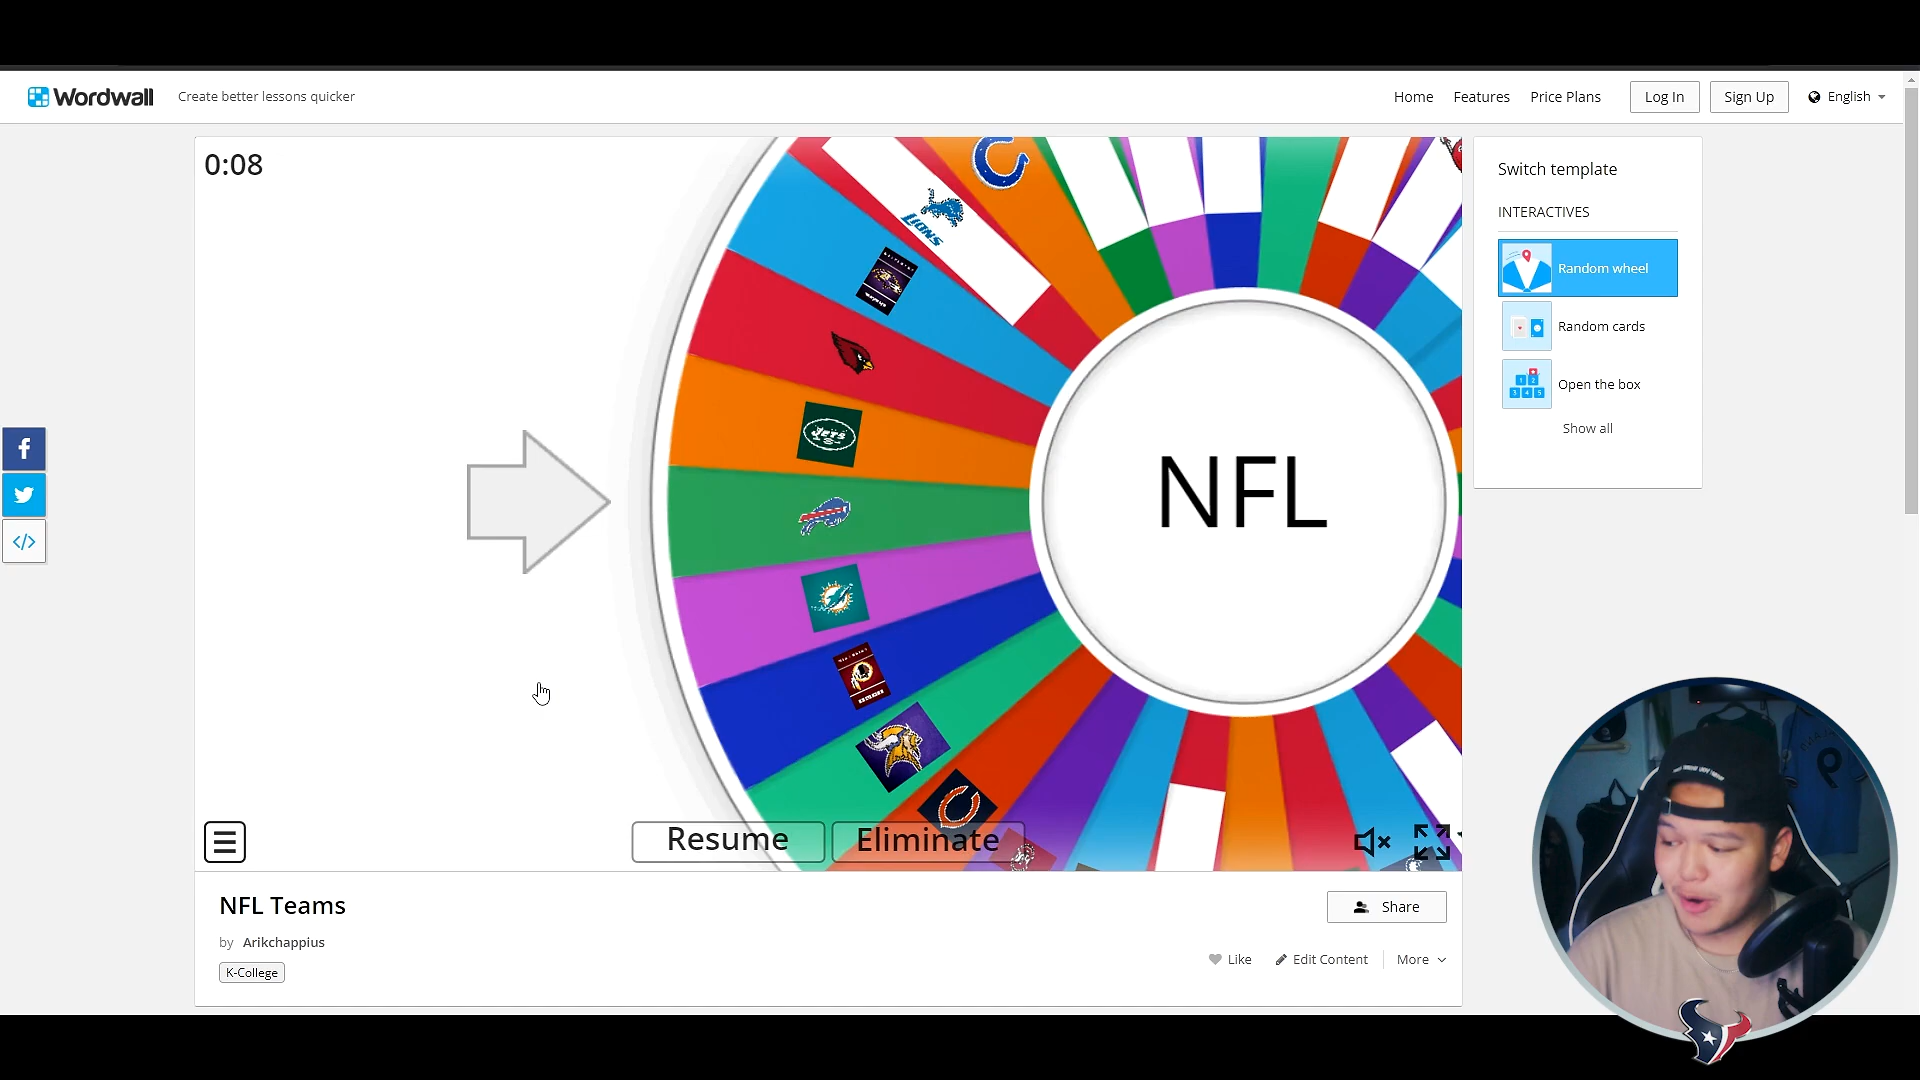 Wordwall
Create better lessons quicker
Home
Features
Price Plans
Log In
Sign Up
English
0:08
Switch template
INTERACTIVES
Random wheel
Random cards
Open the box
Show all
LIONS
JETS
NFL
</>
Resume
Eliminate
NFL Teams
by Arikchappius
K-College
Share
Like
Edit Content
More
9